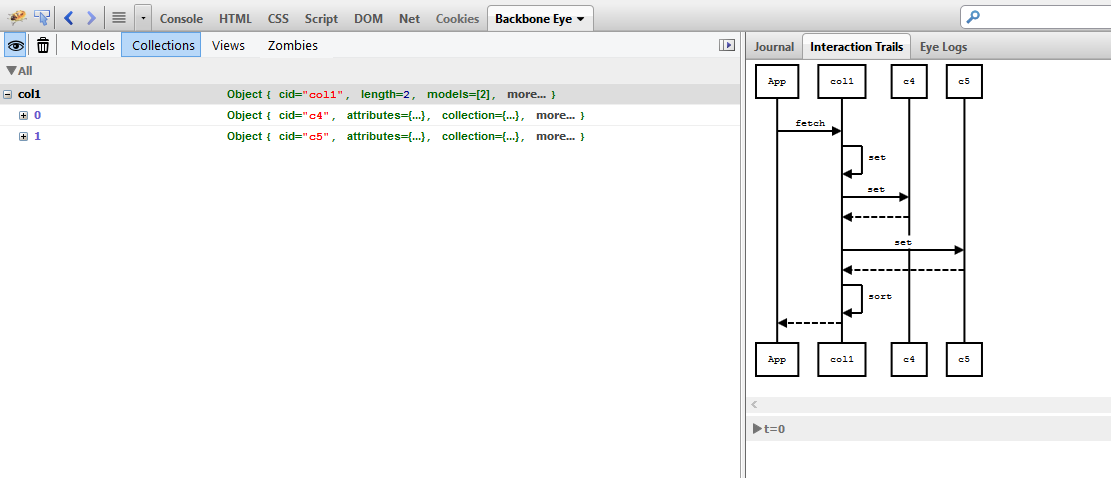 Console HTML CSS Script DOM Net Cookies Backbone Eye
Models Collections Views Zombies
All
col1 Object { cid="col1", length=2, models=[2], more... }
0 Object { cid="c4", attributes={...}, collection={...}, more... }
1 Object { cid="c5", attributes={...}, collection={...}, more... }
Journal Interaction Trails Eye Logs
App col1 c4 c5
fetch
set
set
set
sort
App col1 c4 c5
t=0